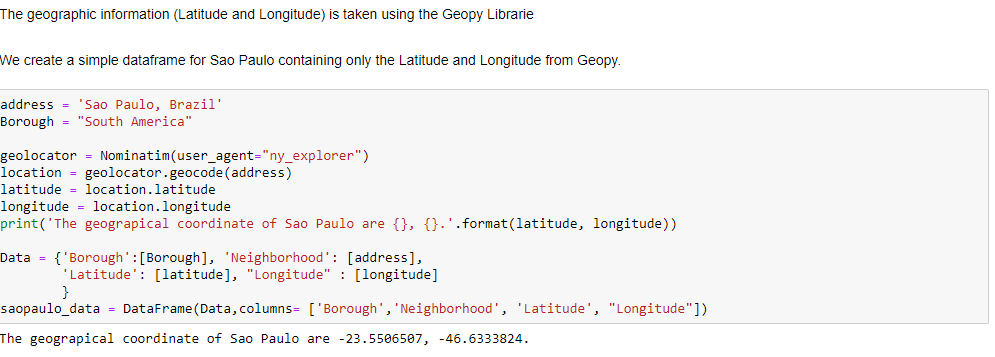 The geographic information (Latitude and Longitude) is taken using the Geopy Librarie
We create a simple dataframe for Sao Paulo containing only the Latitude and Longitude from Geopy.
address = 'Sao Paulo, Brazil'
Borough = "South America"
geolocator = Nominatim(user_agent="ny_explorer")
location = geolocator.geocode(address)
latitude = location.latitude
longitude = location.longitude
print('The geograpical coordinate of Sao Paulo are {}, {}.'.format(latitude, longitude))
Data = {'Borough':[Borough], 'Neighborhood': [address],
        'Latitude': [latitude], "Longitude" : [longitude]
        }
saopaulo_data = DataFrame(Data,columns= ['Borough','Neighborhood', 'Latitude', "Longitude"])
The geograpical coordinate of Sao Paulo are -23.5506507, -46.6333824.